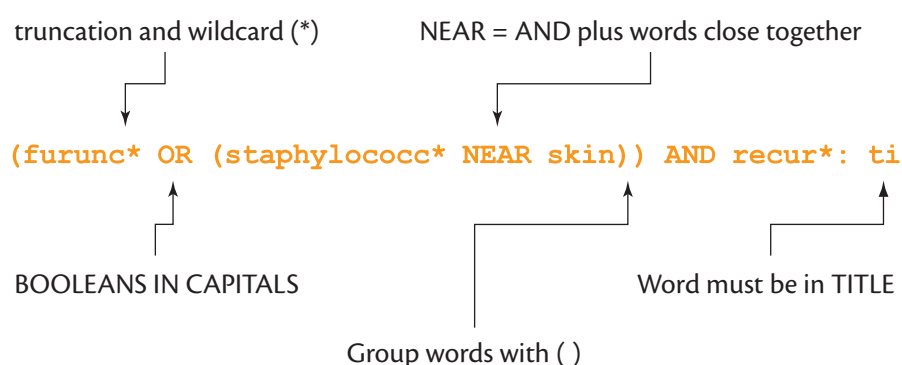 truncation and wildcard (*)    NEAR = AND plus words close together
(furunc* OR (staphylococc* NEAR skin)) AND recur*: ti
BOOLEANS IN CAPITALS    Word must be in TITLE
Group words with ( )